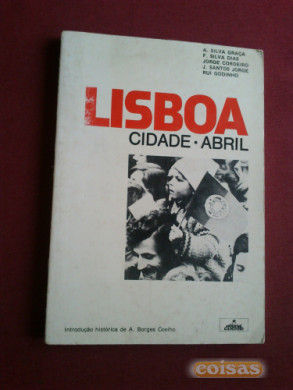 A. SILVA GRAÇA
F. SILVA DIAS
JORGE CORDEIRO
J. SANTOS JORGE
RUI GODINHO
LISBOA
CIDADE · ABRIL
Introdução histórica de A. Borges Coelho
coisas